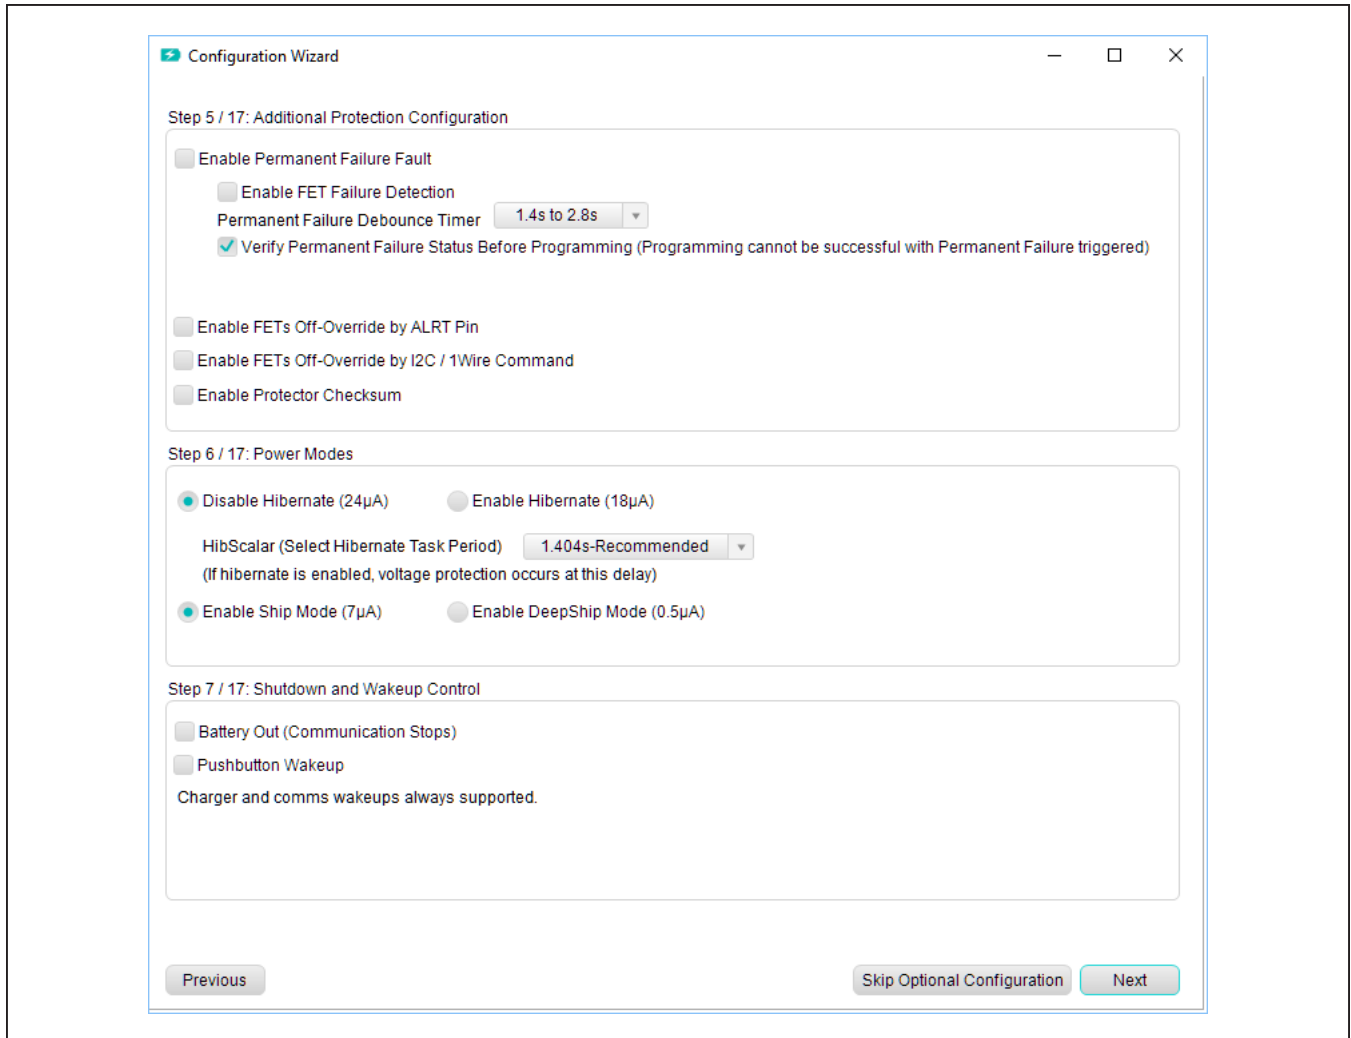 Configuration Wizard
Step 5 / 17: Additional Protection Configuration
Enable Permanent Failure Fault
Enable FET Failure Detection
Permanent Failure Debounce Timer 1.4s to 2.8s
Verify Permanent Failure Status Before Programming (Programming cannot be successful with Permanent Failure triggered)
Enable FETs Off-Override by ALRT Pin
Enable FETs Off-Override by I2C / 1Wire Command
Enable Protector Checksum
Step 6 / 17: Power Modes
Disable Hibernate (24µA) Enable Hibernate (18µA)
HibScalar (Select Hibernate Task Period) 1.404s-Recommended
(If hibernate is enabled, voltage protection occurs at this delay)
Enable Ship Mode (7µA) Enable DeepShip Mode (0.5µA)
Step 7 / 17: Shutdown and Wakeup Control
Battery Out (Communication Stops)
Pushbutton Wakeup
Charger and comms wakeups always supported.
Previous Skip Optional Configuration Next